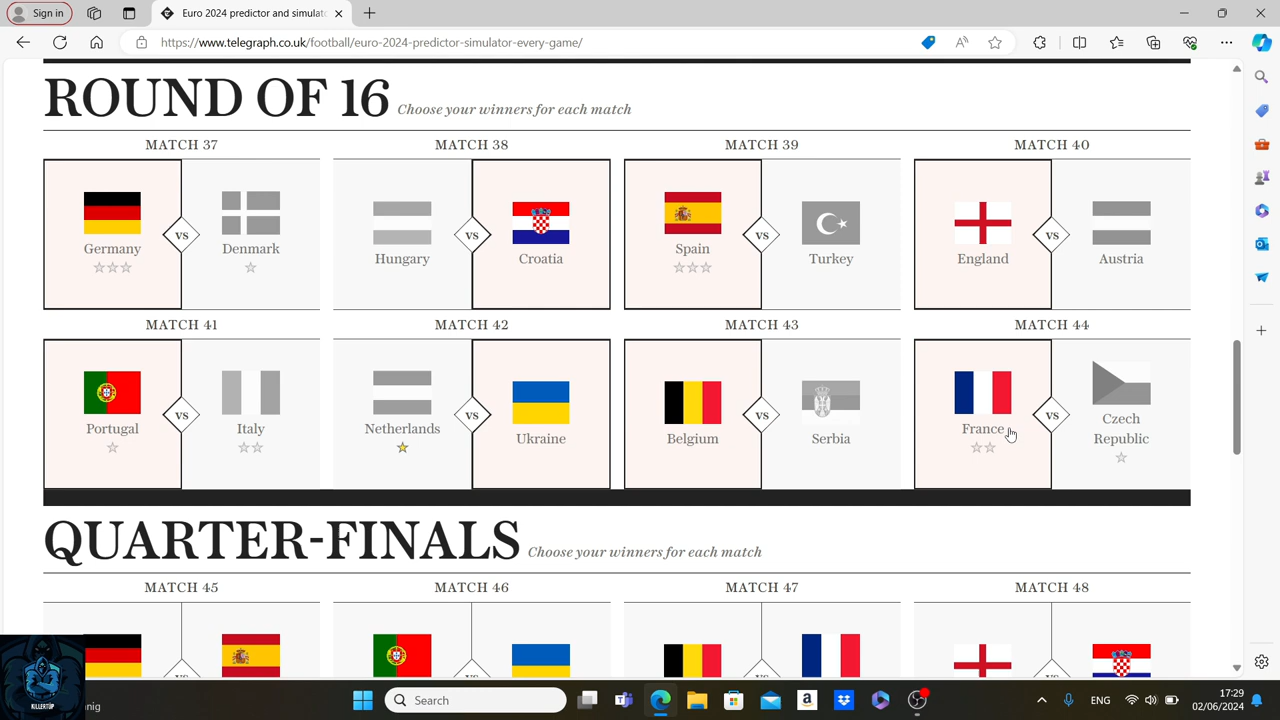 Sign in
Euro 2024 predictor and simulato
https://www.telegraph.co.uk/football/euro-2024-predictor-simulator-every-game/
ROUND OF 16 Choose your winners for each match
MATCH 37 MATCH 38 MATCH 39 MATCH 40
vs vs vs vs
Germany Denmark Hungary Croatia Spain Turkey England Austria
MATCH 41 MATCH 42 MATCH 43 MATCH 44
vs vs vs vs
Portugal Italy Netherlands Ukraine Belgium Serbia France Czech
Republic
QUARTER-FINALS Choose your winners for each match
MATCH 45 MATCH 46 MATCH 47 MATCH 48
KILLERTUP
Search
ENG
17:29
02/06/2024